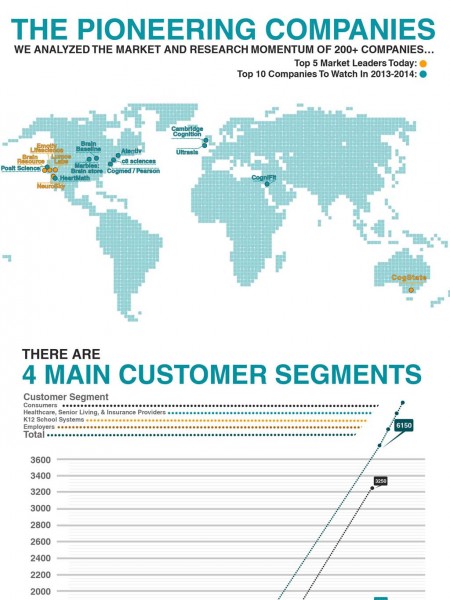 THE PIONEERING COMPANIES
WE ANALYZED THE MARKET AND RESEARCH MOMENTUM OF 200+ COMPANIES...
Top 5 Market Leaders Today:
Top 10 Companies To Watch In 2013-2014:
Cambridge
Cognition
Ultrasis
Emotiv
Lifesciences
Lumos
Labs
Brain
Resource
Posit Science
NeuroSky
HeartMath
Brain
Baseline
Marbles:
Brain store
Atentiv
c8 sciences
Cogmed / Pearson
CogniFit
CogState
THERE ARE
4 MAIN CUSTOMER SEGMENTS
Customer Segment
Consumers
Healthcare, Senior Living, & Insurance Providers
K12 School Systems
Employers
Total
6150
3600
3400
3250
3200
3000
2800
2600
2400
2200
2000